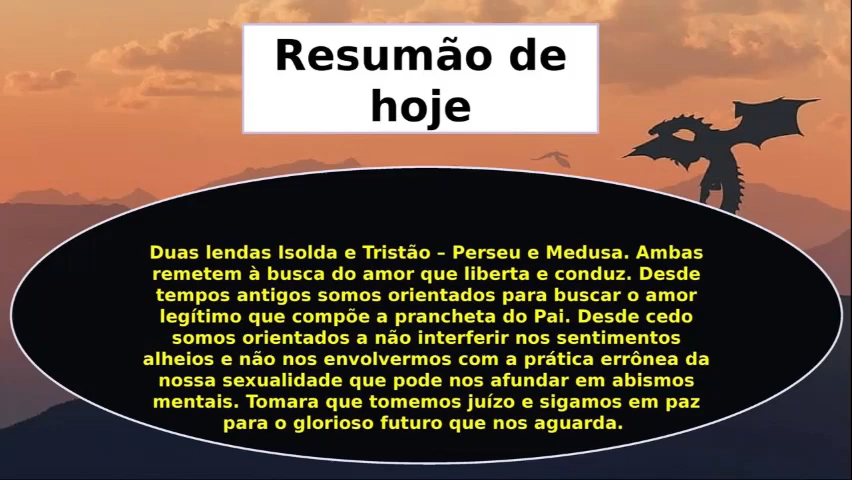 Resumão de
hoje
Duas lendas Isolda e Tristão – Perseu e Medusa. Ambas
remetem à busca do amor que liberta e conduz. Desde
tempos antigos somos orientados para buscar o amor
legítimo que compõe a prancheta do Pai. Desde cedo
somos orientados a não interferir nos sentimentos
alheios e não nos envolvermos com a prática errônea da
nossa sexualidade que pode nos afundar em abismos
mentais. Tomara que tomemos juízo e sigamos em paz
para o glorioso futuro que nos aguarda.